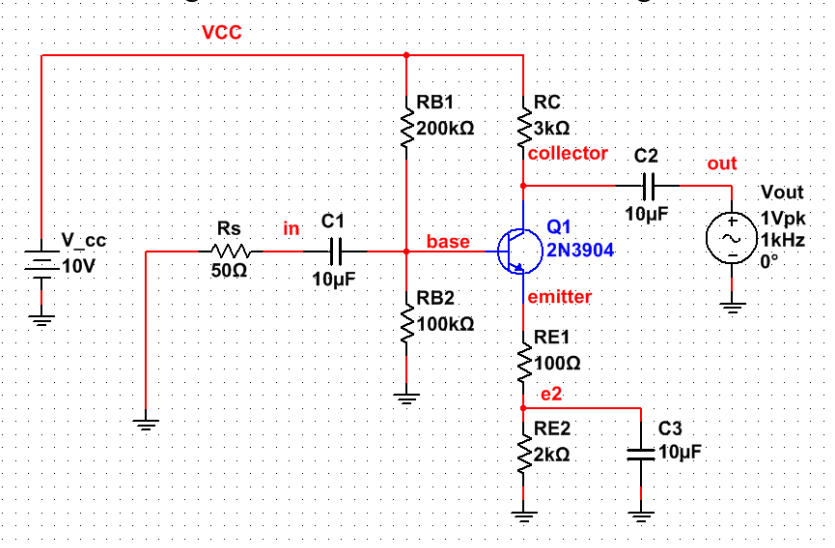 VCC
RB1
200kΩ
RC
3kΩ
collector
C2
10µF
out
Vout
1Vpk
1kHz
0°
V_cc
10V
Rs
50Ω
in
C1
10µF
base
Q1
2N3904
emitter
RB2
100kΩ
RE1
100Ω
e2
RE2
2kΩ
C3
10µF